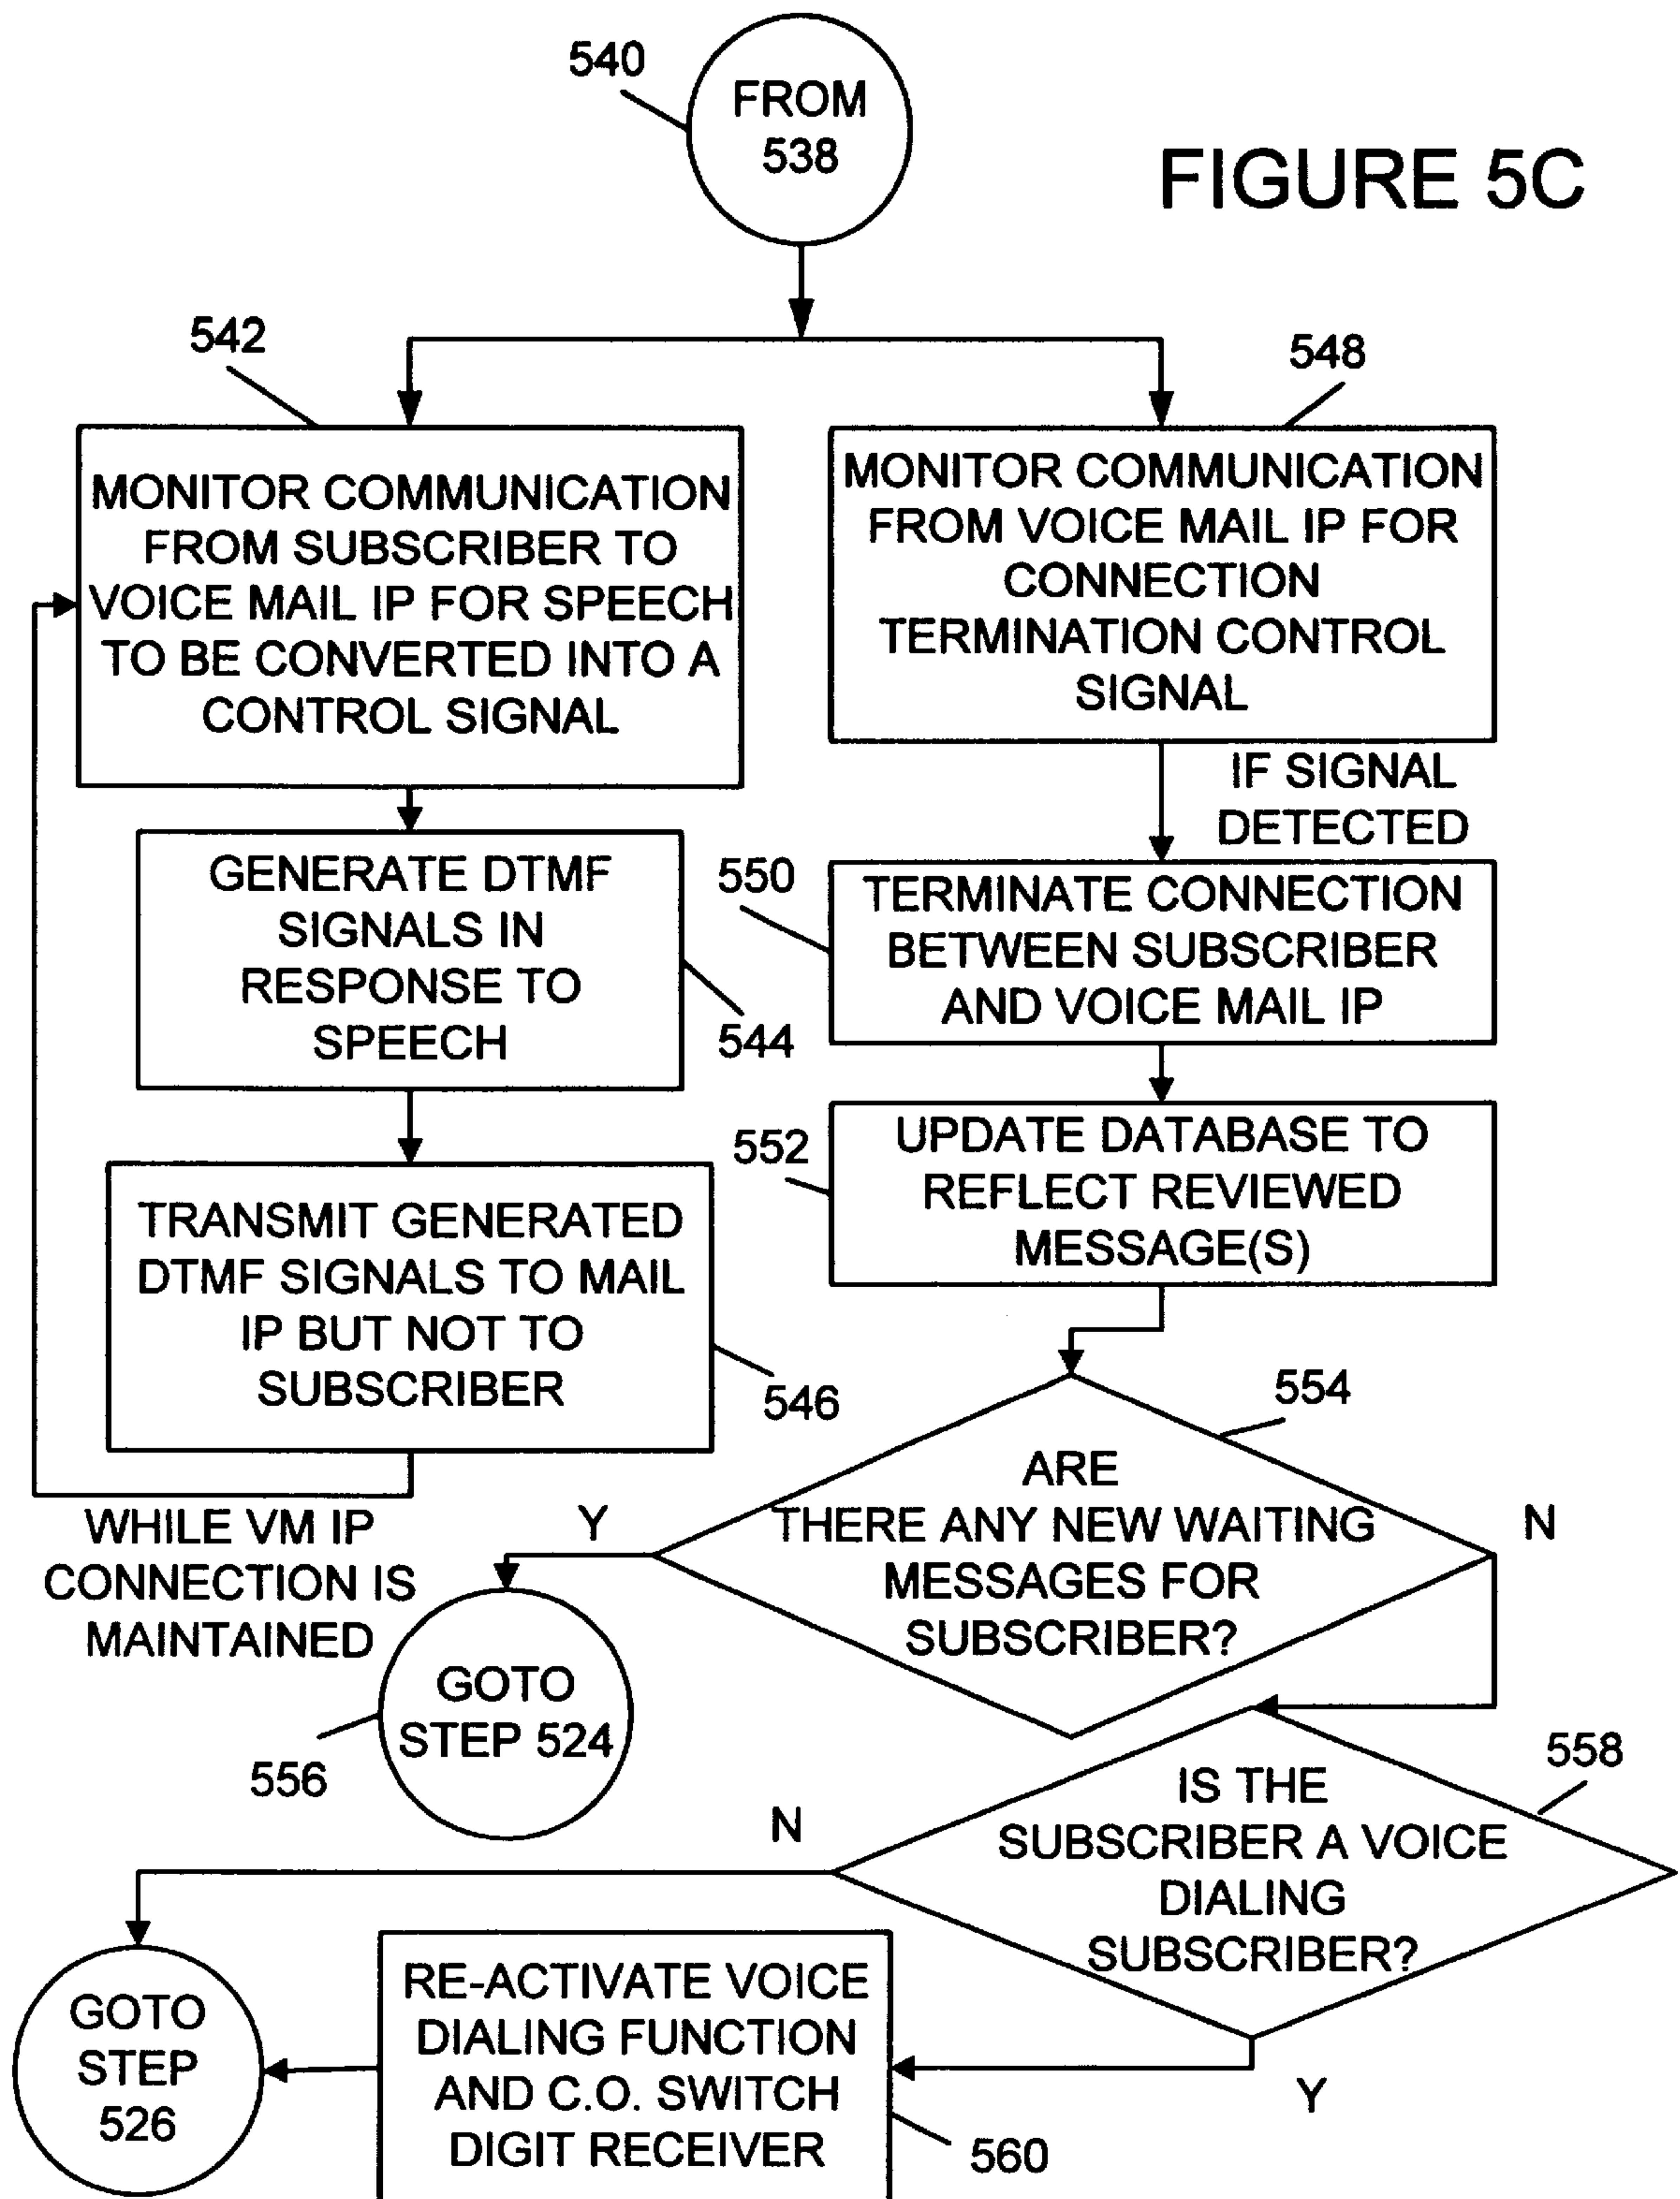 540
FROM
538
FIGURE 5C
542
548
MONITOR COMMUNICATION
FROM SUBSCRIBER TO
VOICE MAIL IP FOR SPEECH
TO BE CONVERTED INTO A
CONTROL SIGNAL
MONITOR COMMUNICATION
FROM VOICE MAIL IP FOR
CONNECTION
TERMINATION CONTROL
SIGNAL
IF SIGNAL
DETECTED
GENERATE DTMF
SIGNALS IN
RESPONSE TO
SPEECH
544
550
TERMINATE CONNECTION
BETWEEN SUBSCRIBER
AND VOICE MAIL IP
552
UPDATE DATABASE TO
REFLECT REVIEWED
MESSAGE(S)
TRANSMIT GENERATED
DTMF SIGNALS TO MAIL
IP BUT NOT TO
SUBSCRIBER
546
WHILE VM IP
CONNECTION IS
MAINTAINED
554
ARE
THERE ANY NEW WAITING
MESSAGES FOR
SUBSCRIBER?
Y
N
GOTO
STEP 524
556
558
IS THE
SUBSCRIBER A VOICE
DIALING
SUBSCRIBER?
N
Y
RE-ACTIVATE VOICE
DIALING FUNCTION
AND C.O. SWITCH
DIGIT RECEIVER
560
GOTO
STEP
526